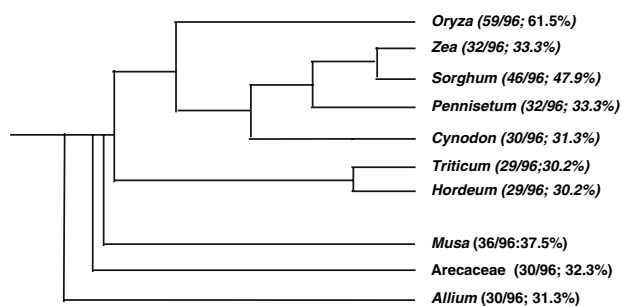 Oryza (59/96; 61.5%)
Zea (32/96; 33.3%)
Sorghum (46/96; 47.9%)
Pennisetum (32/96; 33.3%)
Cynodon (30/96; 31.3%)
Triticum (29/96;30.2%)
Hordeum (29/96; 30.2%)
Musa (36/96:37.5%)
Arecaceae (30/96; 32.3%)
Allium (30/96; 31.3%)